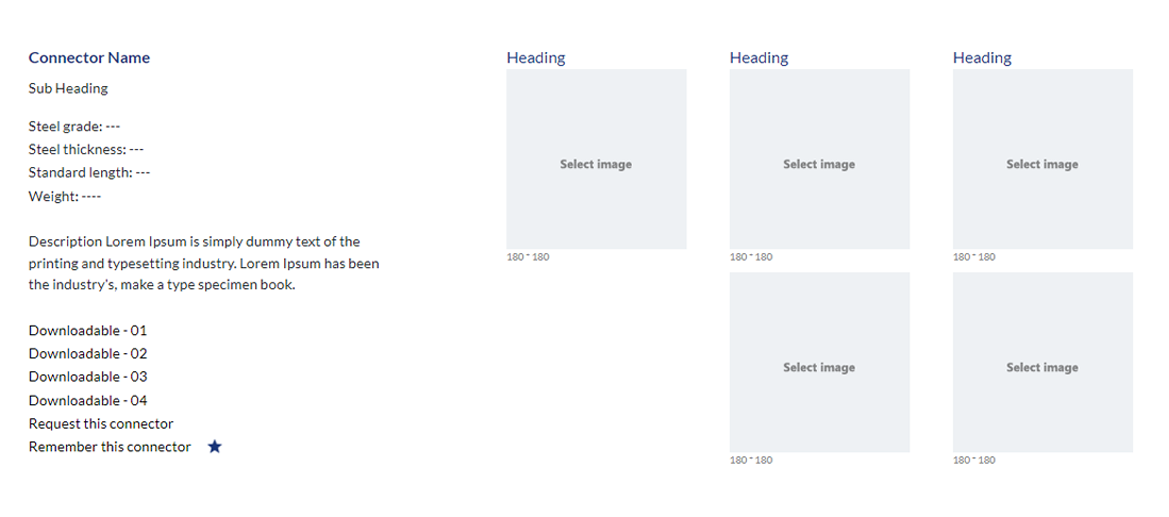 Connector Name
Sub Heading
Steel grade: ---
Steel thickness: ---
Standard length: ---
Weight: ----
Description Lorem Ipsum is simply dummy text of the
printing and typesetting industry. Lorem Ipsum has been
the industry's, make a type specimen book.
Downloadable - 01
Downloadable - 02
Downloadable - 03
Downloadable - 04
Request this connector
Remember this connector
Heading
Select image
180 * 180
Heading
Select image
180 * 180
Select image
180 * 180
Heading
Select image
180 * 180
Select image
180 * 180